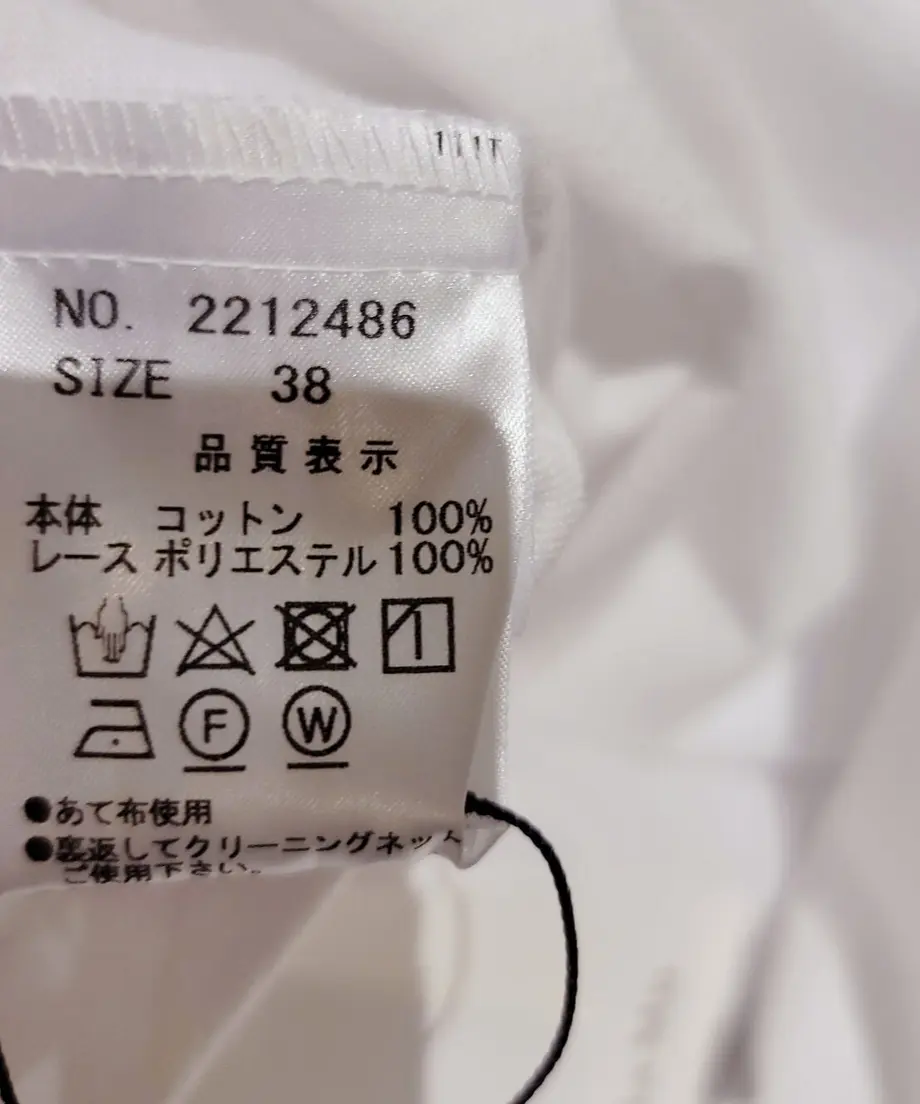 NO. 2212486
SIZE 38
品質表示
本体 コットン 100%
レース ポリエステル 100%
F W
●あて布使用
●裏返してクリーニングネット
ご使用下さい。